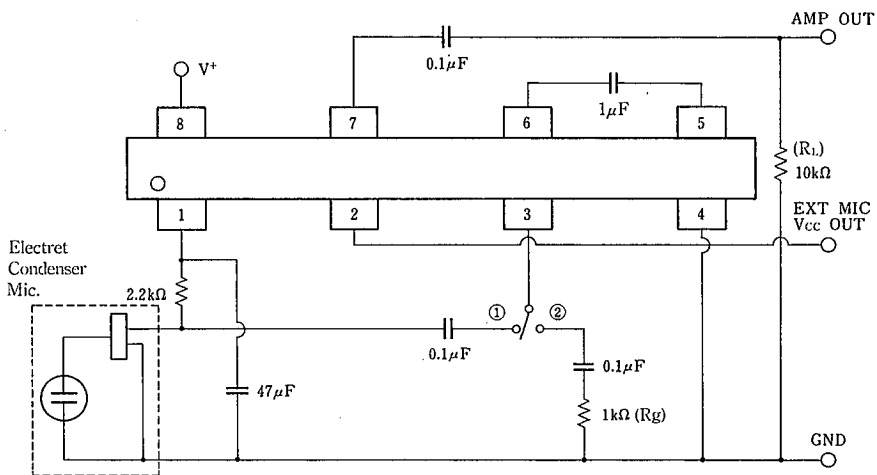 AMP OUT
0.1μF
V+
1μF
8
7
6
5
(RL)
10kΩ
1
2
3
4
EXT MIC
Vcc OUT
Electret
Condenser
Mic.
2.2kΩ
①
②
0.1μF
0.1μF
47μF
1kΩ (Rg)
GND